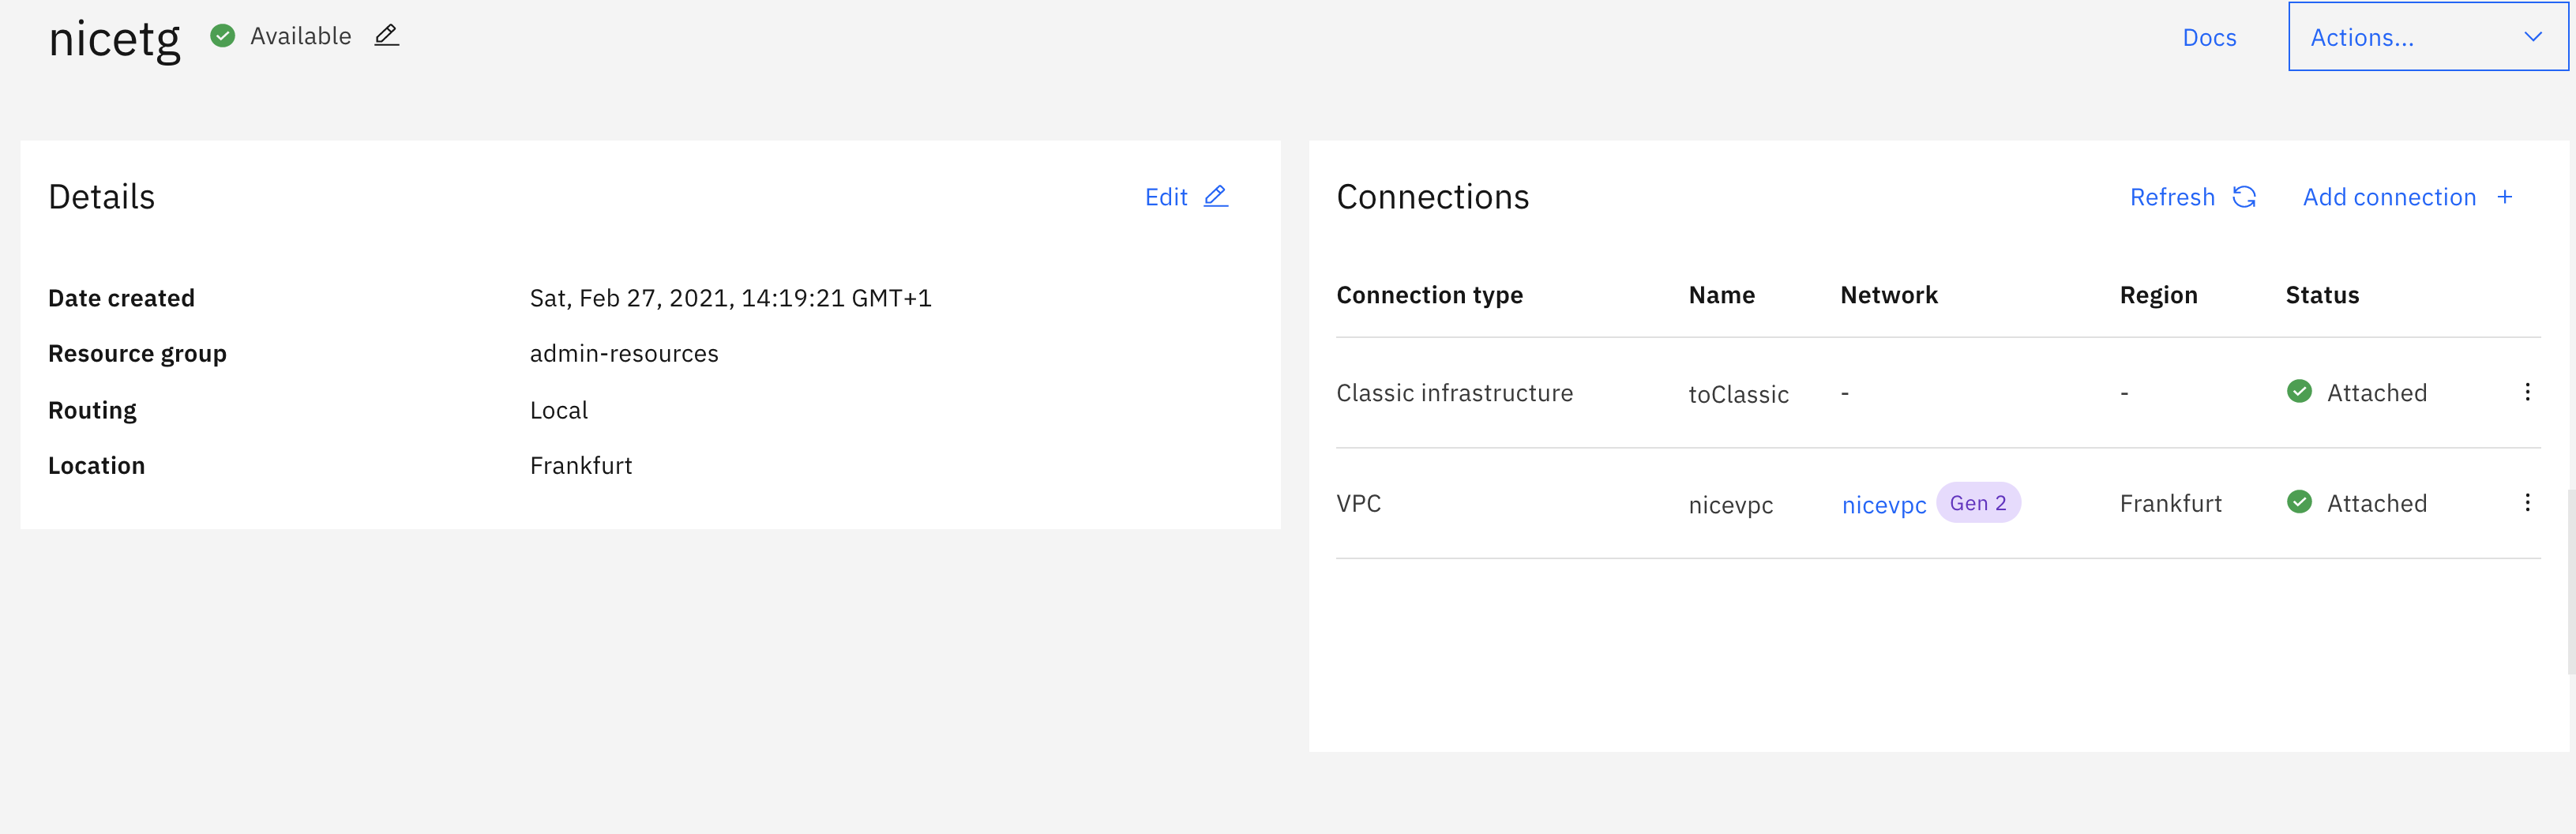 nicetg Available Docs Actions...
Details Edit
Date created Sat, Feb 27, 2021, 14:19:21 GMT+1
Resource group admin-resources
Routing Local
Location Frankfurt
Connections Refresh Add connection +
Connection type Name Network Region Status
Classic infrastructure toClassic - - Attached
VPC nicevpc nicevpc Gen 2 Frankfurt Attached